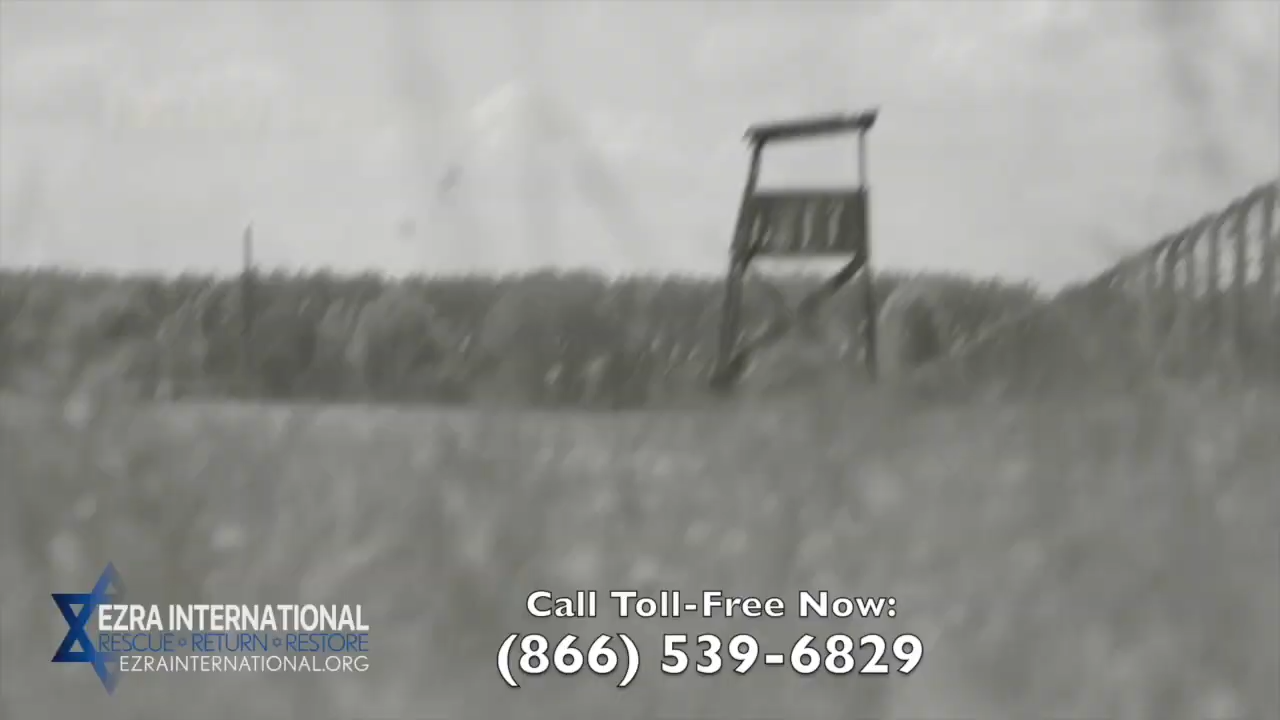 EZRA INTERNATIONAL
RESCUE ✡ RETURN ✡ RESTORE
EZRAINTERNATIONAL.ORG
Call Toll-Free Now:
(866) 539-6829